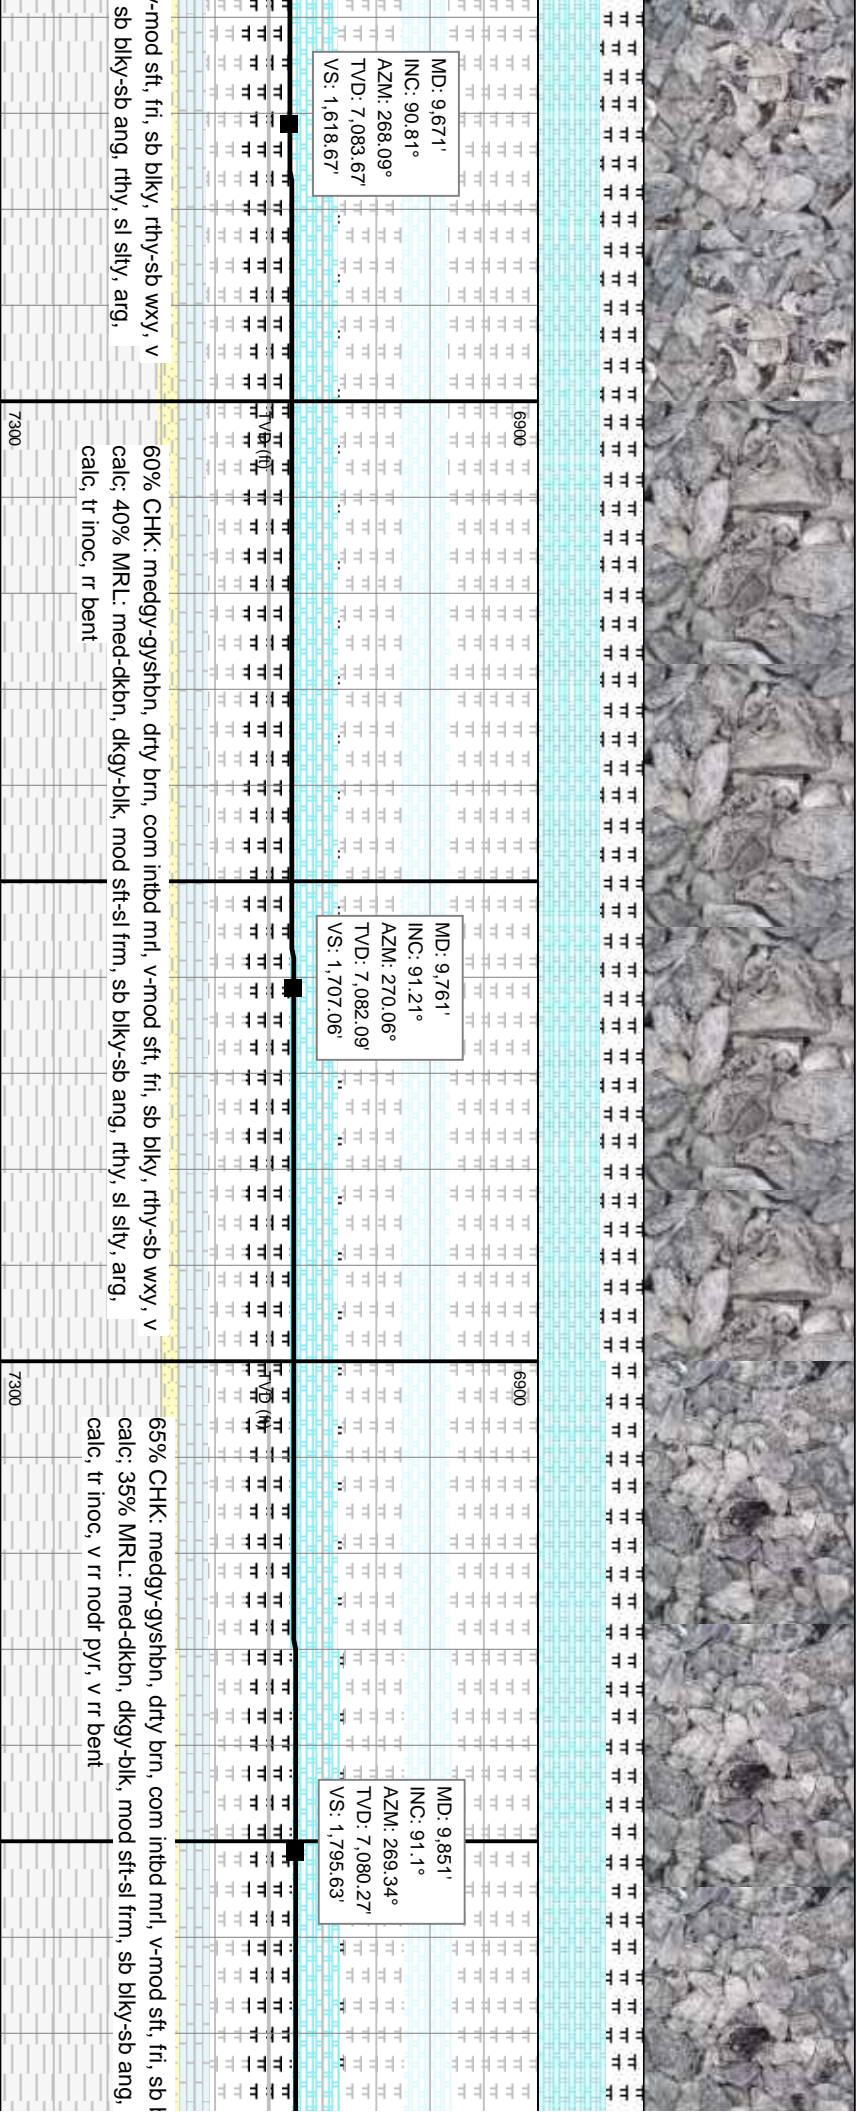 v-mod sft, fri, sb blky, rthy-sb wxy, v
sb blky-sb ang, rthy, sl slty, arg,
MD: 9,671'
INC: 90.81°
AZM: 268.09°
TVD: 7,083.67'
VS: 1,618.67'
6900
TVD (ft)
7300
60% CHK: medgy-gyshbn, drty brn, com intbd mrl, v-mod sft, fri, sb blky, rthy-sb wxy, v
calc; 40% MRL: med-dkbn, dkgy-blk, mod sft-sl frm, sb blky-sb ang, rthy, sl slty, arg,
calc, tr inoc, rr bent
MD: 9,761'
INC: 91.21°
AZM: 270.06°
TVD: 7,082.09'
VS: 1,707.06'
6900
TVD (ft)
7300
65% CHK: medgy-gyshbn, drty brn, com intbd mrl, v-mod sft, fri, sb
calc; 35% MRL: med-dkbn, dkgy-blk, mod sft-sl frm, sb blky-sb ang,
calc, tr inoc, v rr nodr pyr, v rr bent
MD: 9,851'
INC: 91.1°
AZM: 269.34°
TVD: 7,080.27'
VS: 1,795.63'